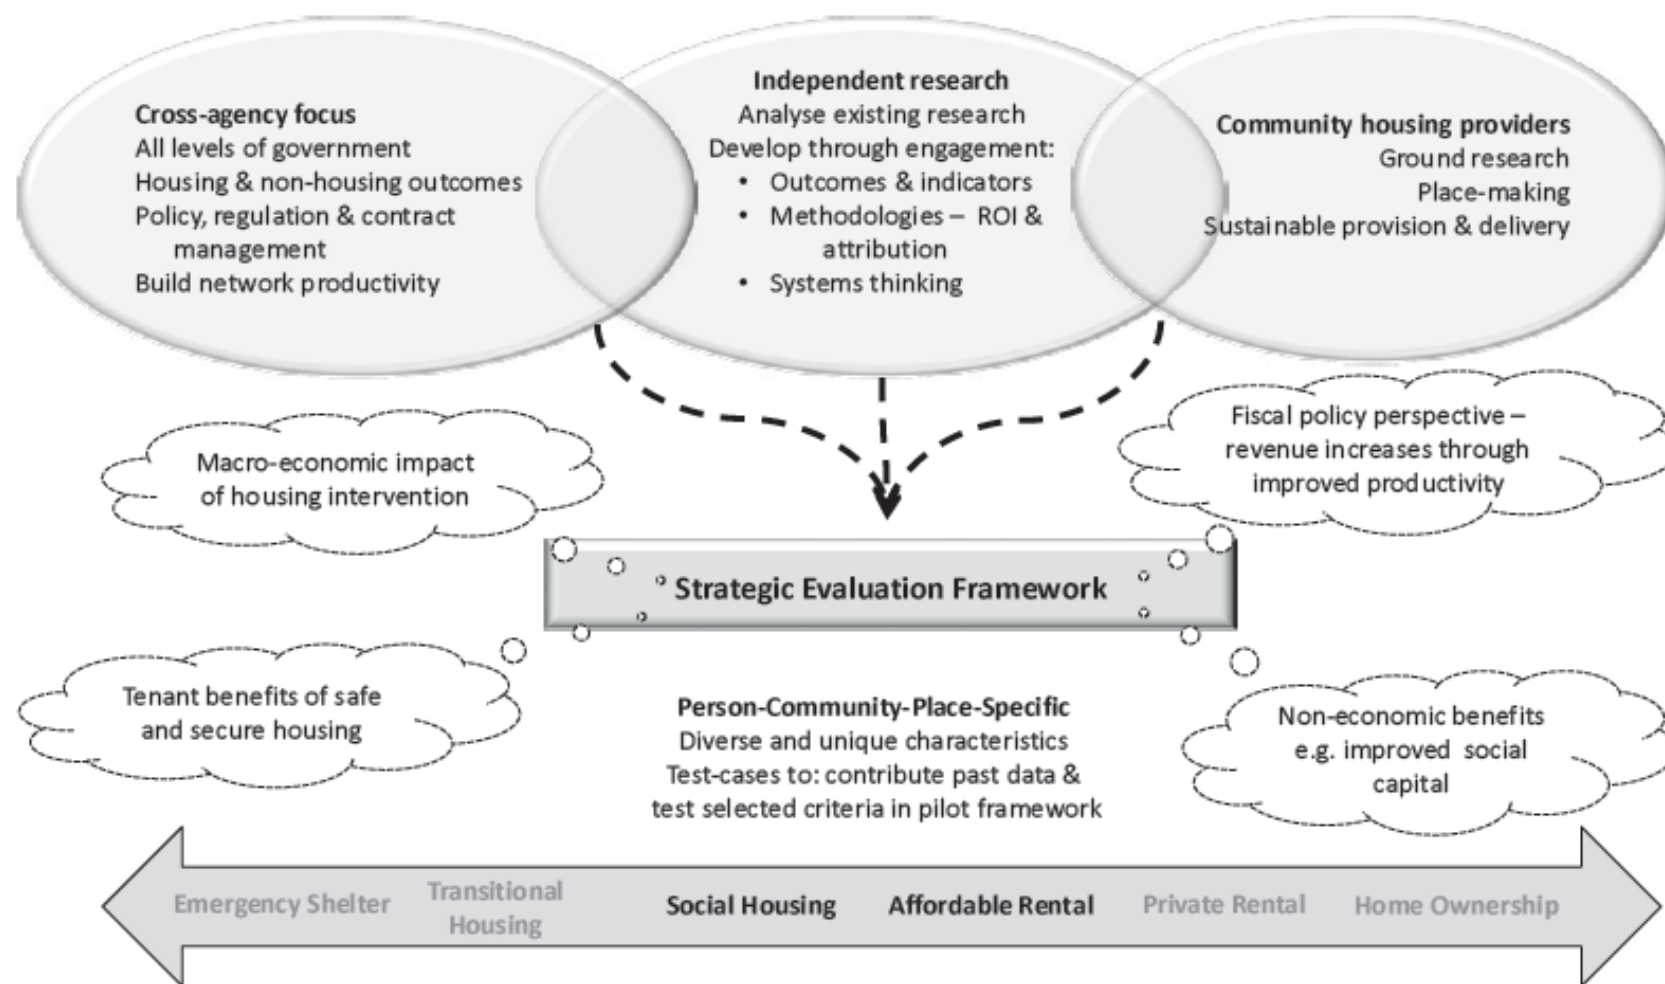 Cross-agency focus
All levels of government
Housing & non-housing outcomes
Policy, regulation & contract
management
Build network productivity
Independent research
Analyse existing research
Develop through engagement:
• Outcomes & indicators
• Methodologies – ROI &
attribution
• Systems thinking
Community housing providers
Ground research
Place-making
Sustainable provision & delivery
Macro-economic impact
of housing intervention
Fiscal policy perspective –
revenue increases through
improved productivity
Strategic Evaluation Framework
Tenant benefits of safe
and secure housing
Person-Community-Place-Specific
Diverse and unique characteristics
Test-cases to: contribute past data &
test selected criteria in pilot framework
Non-economic benefits
e.g. improved social
capital
Emergency Shelter
Transitional
Housing
Social Housing
Affordable Rental
Private Rental
Home Ownership